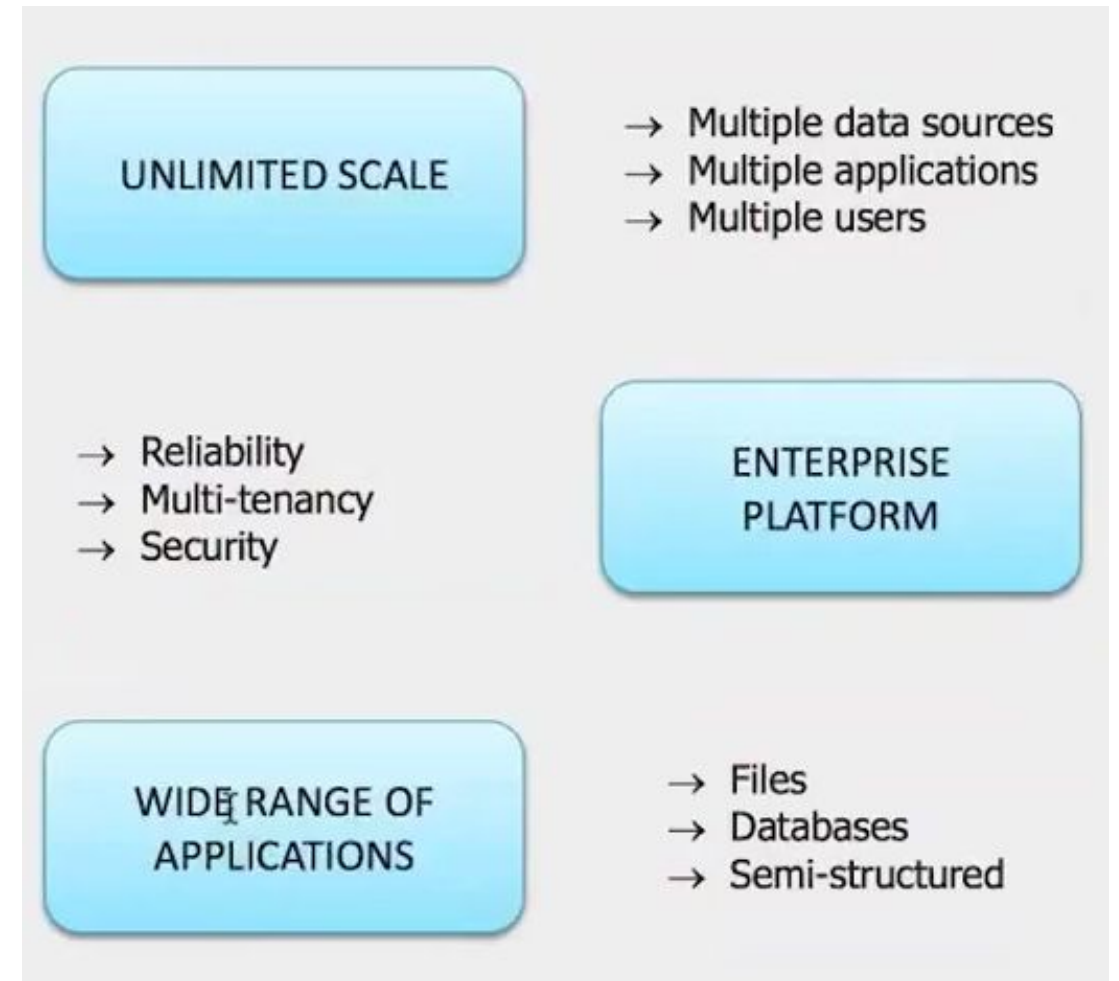 UNLIMITED SCALE
→ Multiple data sources
→ Multiple applications
→ Multiple users
→ Reliability
→ Multi-tenancy
→ Security
ENTERPRISE
PLATFORM
WIDE RANGE OF
APPLICATIONS
→ Files
→ Databases
→ Semi-structured